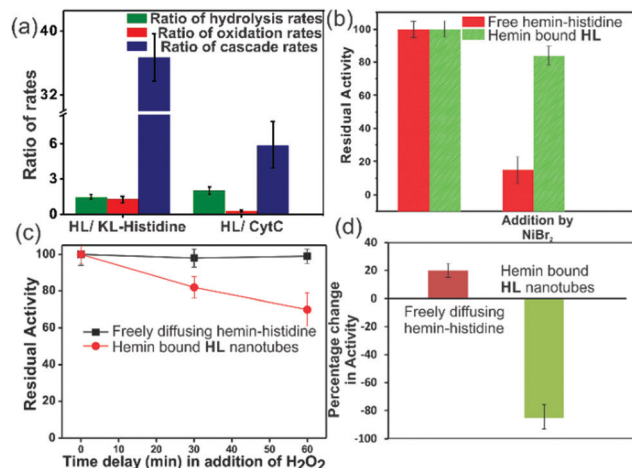 (a)
Ratio of hydrolysis rates
Ratio of oxidation rates
Ratio of cascade rates
Ratio of rates
40
32
6
3
0
HL/ KL-Histidine
HL/ CytC
(b)
Free hemin-histidine
Hemin bound HL
Residual Activity
100
80
60
40
20
0
Addition by
NiBr₂
(c)
Residual Activity
100
80
60
40
20
0
Freely diffusing hemin-histidine
Hemin bound HL nanotubes
0 10 20 30 40 50 60
Time delay (min) in addition of H₂O₂
(d)
Percentage change
in Activity
40
20
0
-20
-40
-60
-80
-100
Hemin bound
HL nanotubes
Freely diffusing
hemin-histidine